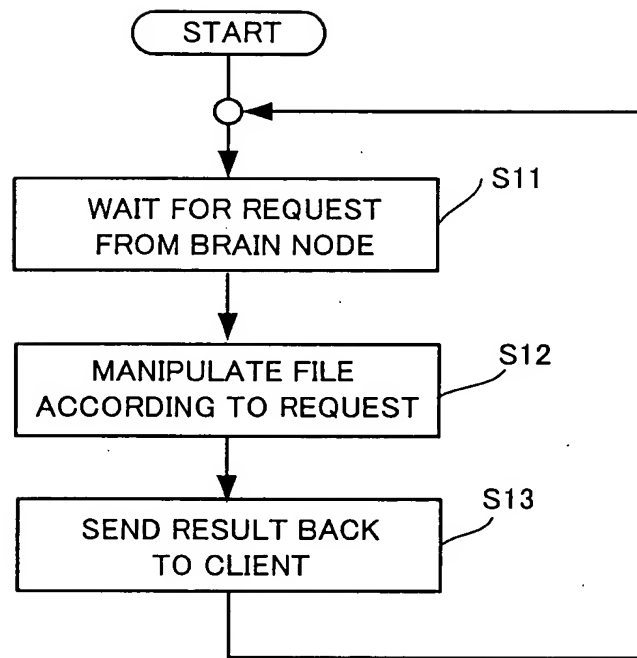 START
S11
WAIT FOR REQUEST
FROM BRAIN NODE
S12
MANIPULATE FILE
ACCORDING TO REQUEST
S13
SEND RESULT BACK
TO CLIENT